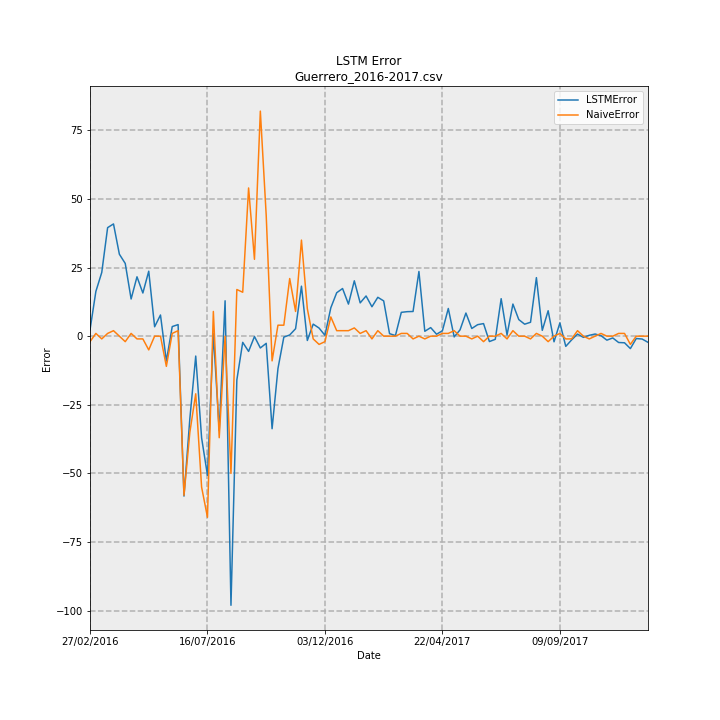 LSTM Error
Guerrero_2016-2017.csv
LSTMError
NaiveError
75
50
25
0
−25
−50
−75
−100
Error
27/02/2016
16/07/2016
03/12/2016
22/04/2017
09/09/2017
Date